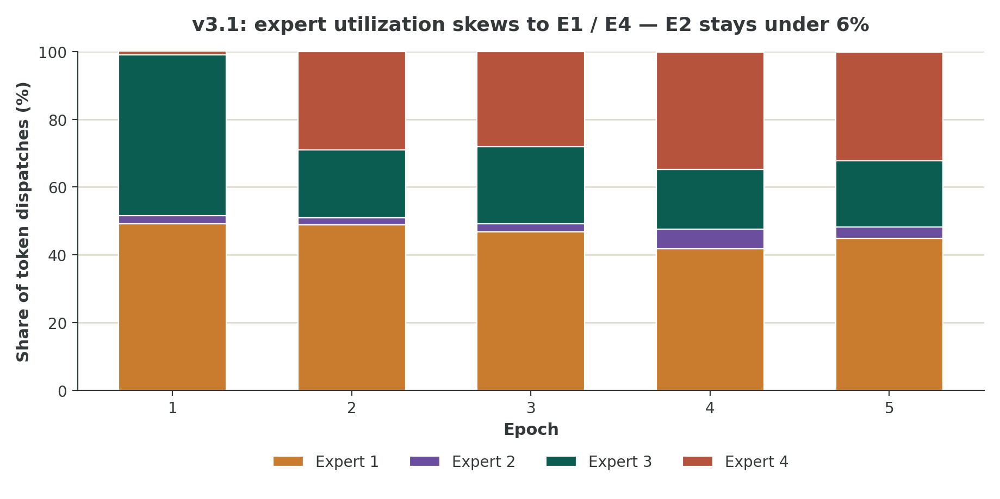 v3.1: expert utilization skews to E1 / E4 — E2 stays under 6%
Share of token dispatches (%)
100
80
60
40
20
0
1 2 3 4 5
Epoch
Expert 1 Expert 2 Expert 3 Expert 4